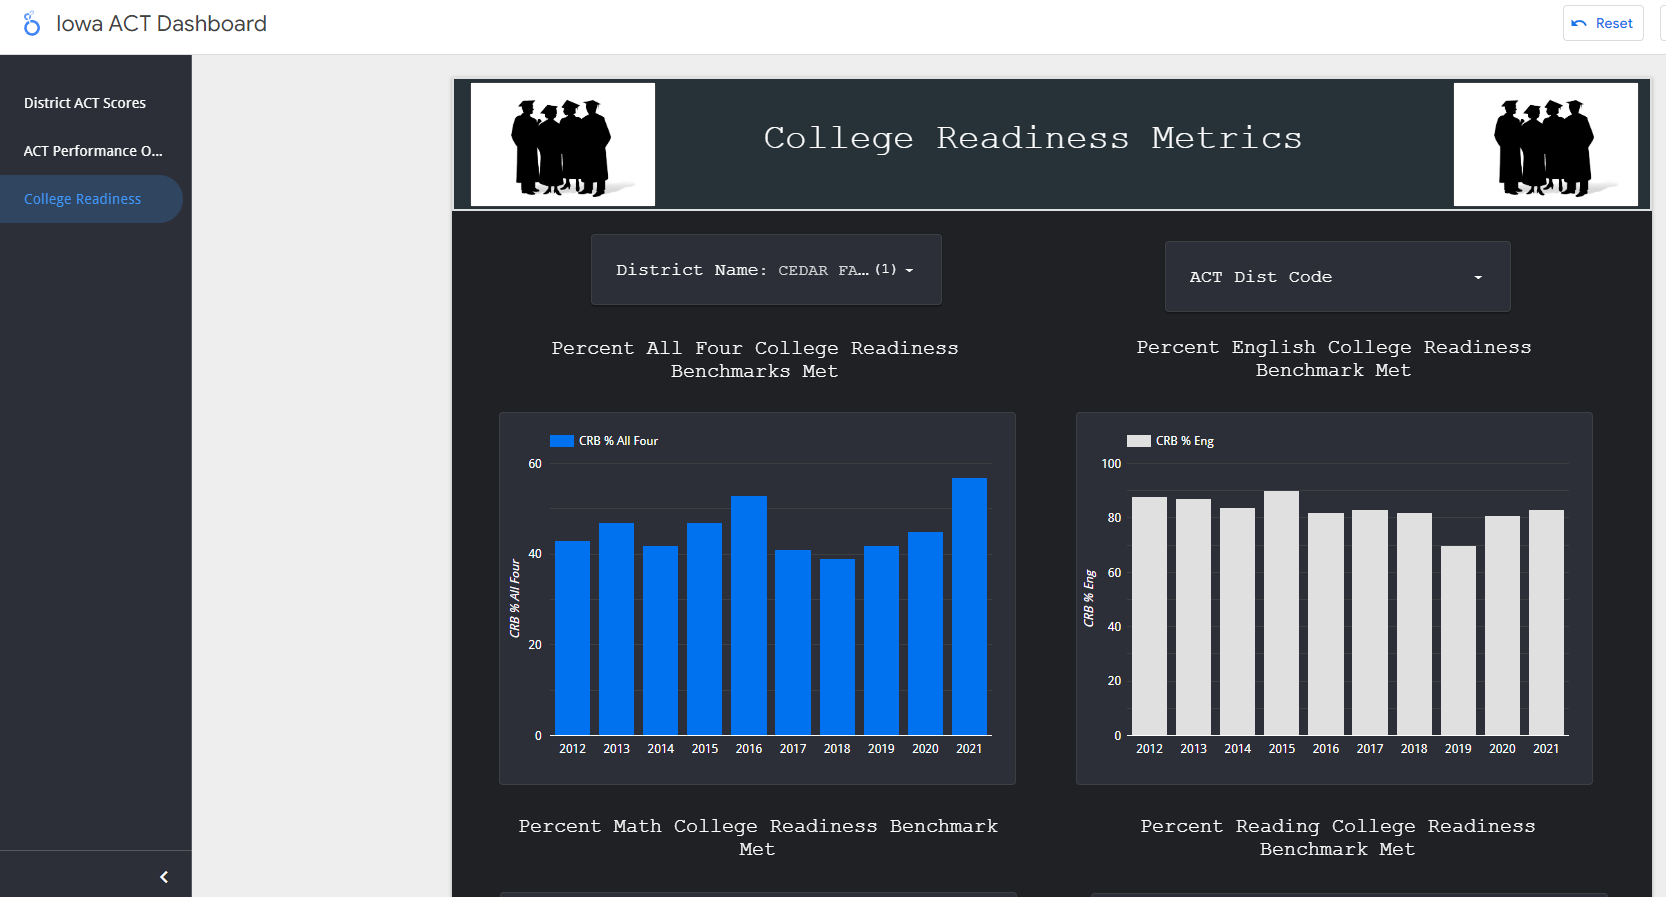 Iowa ACT Dashboard
Reset
District ACT Scores
ACT Performance O...
College Readiness
College Readiness Metrics
District Name: CEDAR FA... (1)
ACT Dist Code
Percent All Four College Readiness
Benchmarks Met
Percent English College Readiness
Benchmark Met
CRB % All Four
60
40
20
0
CRB % All Four
2012 2013 2014 2015 2016 2017 2018 2019 2020 2021
CRB % Eng
100
80
60
40
20
0
CRB % Eng
2012 2013 2014 2015 2016 2017 2018 2019 2020 2021
Percent Math College Readiness Benchmark
Met
Percent Reading College Readiness
Benchmark Met